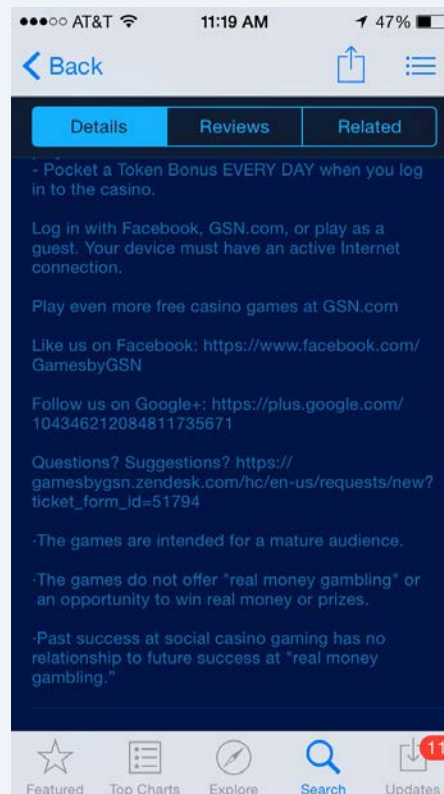 AT&T 11:19 AM 47%
Back
Details Reviews Related
- Pocket a Token Bonus EVERY DAY when you log
in to the casino.
Log in with Facebook, GSN.com, or play as a
guest. Your device must have an active Internet
connection.
Play even more free casino games at GSN.com
Like us on Facebook: https://www.facebook.com/
GamesbyGSN
Follow us on Google+: https://plus.google.com/
104346212084811735671
Questions? Suggestions? https://
gamesbygsn.zendesk.com/hc/en-us/requests/new?
ticket_form_id=51794
·The games are intended for a mature audience.
·The games do not offer "real money gambling" or
an opportunity to win real money or prizes.
·Past success at social casino gaming has no
relationship to future success at "real money
gambling."
11
Featured Top Charts Explore Search Updates